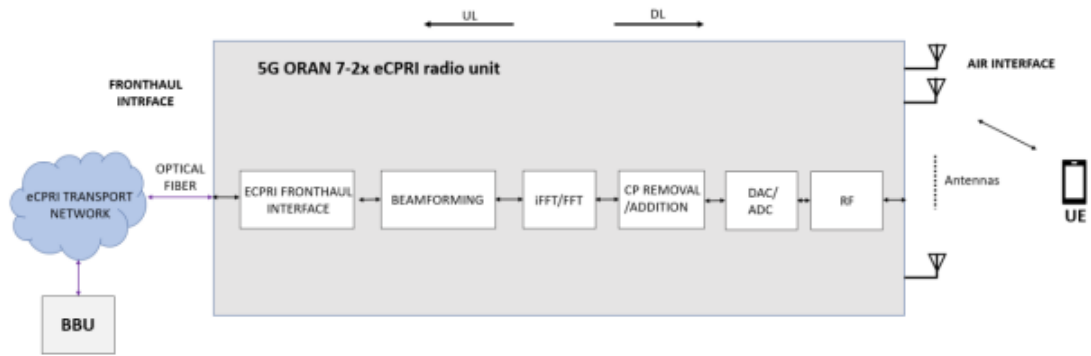 UL
DL
5G ORAN 7-2x eCPRI radio unit
AIR INTERFACE
FRONTHAUL
INTRFACE
OPTICAL
FIBER
eCPRI TRANSPORT
NETWORK
ECPRI FRONTHAUL
INTERFACE
BEAMFORMING
iFFT/FFT
CP REMOVAL
/ADDITION
DAC/
ADC
RF
Antennas
UE
BBU